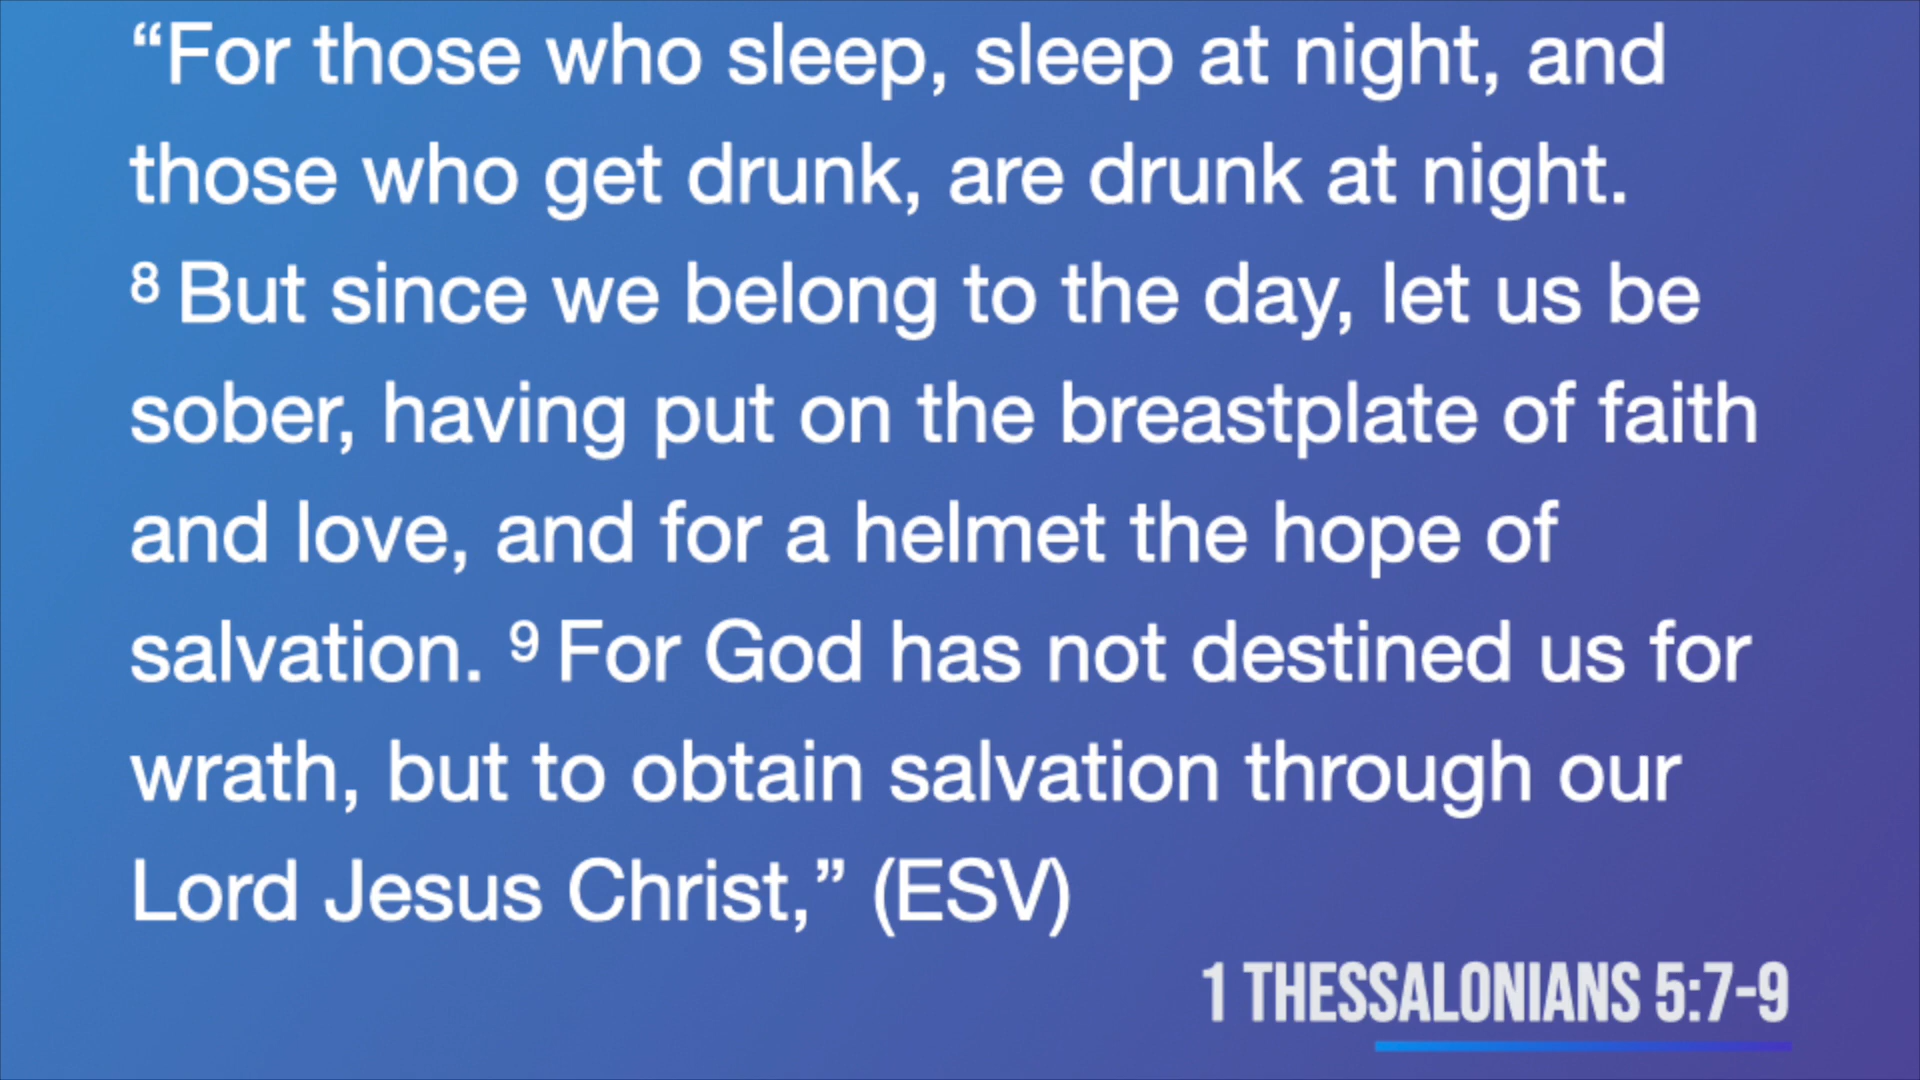 “For those who sleep, sleep at night, and
those who get drunk, are drunk at night.
⁸ But since we belong to the day, let us be
sober, having put on the breastplate of faith
and love, and for a helmet the hope of
salvation. ⁹ For God has not destined us for
wrath, but to obtain salvation through our
Lord Jesus Christ,” (ESV)
1 THESSALONIANS 5:7-9